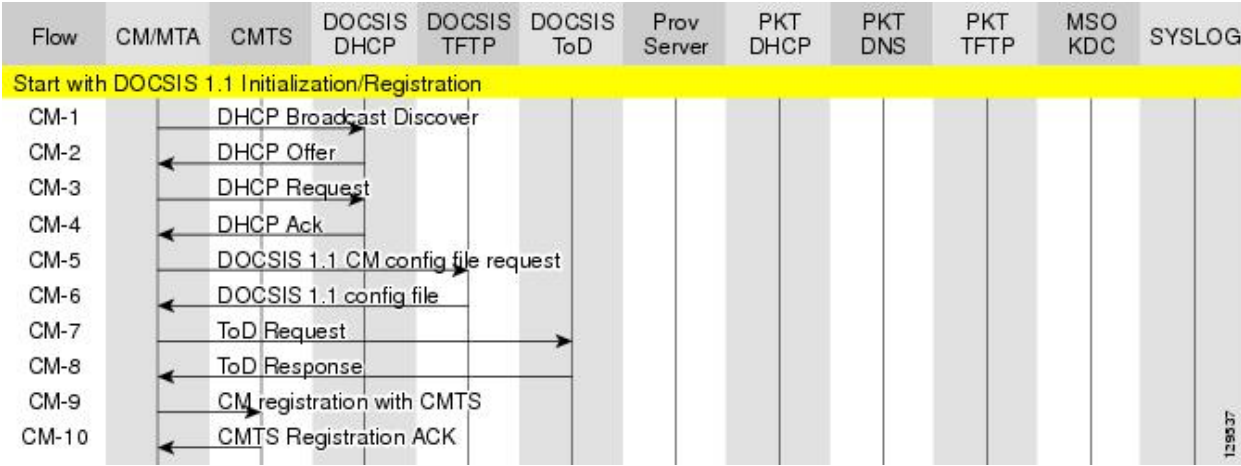 Flow CM/MTA CMTS DOCSIS DHCP DOCSIS TFTP DOCSIS ToD Prov Server PKT DHCP PKT DNS PKT TFTP MSO KDC SYSLOG
Start with DOCSIS 1.1 Initialization/Registration
CM-1 DHCP Broadcast Discover
CM-2 DHCP Offer
CM-3 DHCP Request
CM-4 DHCP Ack
CM-5 DOCSIS 1.1 CM config file request
CM-6 DOCSIS 1.1 config file
CM-7 ToD Request
CM-8 ToD Response
CM-9 CM registration with CMTS
CM-10 CMTS Registration ACK
129537